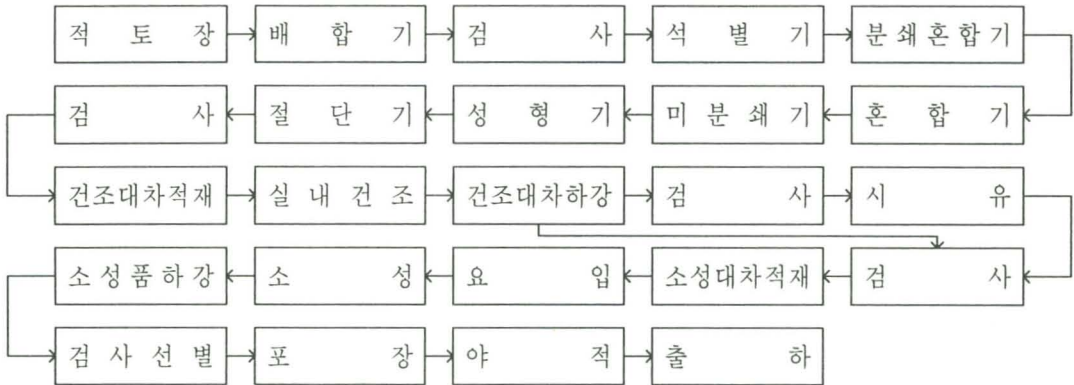 적 토 장 배 합 기 검 사 석 별 기 분쇄혼합기
검 사 절 단 기 성 형 기 미 분 쇄 기 혼 합 기
건조대차적재 실 내 건 조 건조대차하강 검 사 시 유
소성품하강 소 성 요 입 소성대차적재 검 사
검 사 선 별 포 장 야 적 출 하